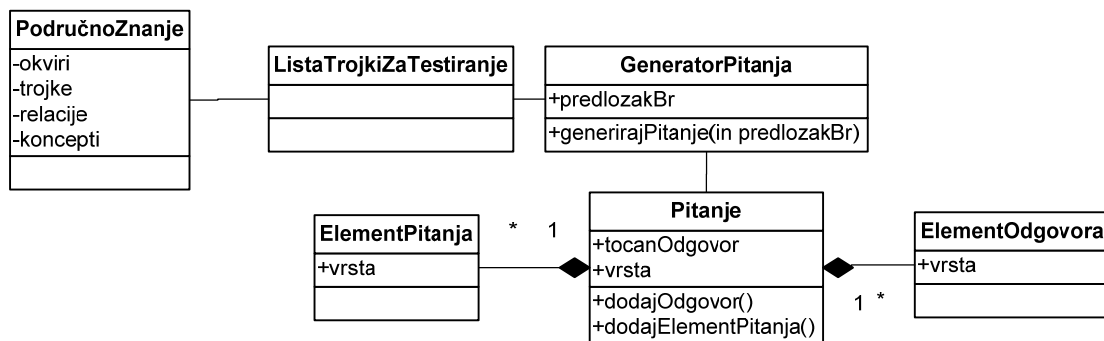 PodručnoZnanje
-okviri
-trojke
-relacije
-koncepti
ListaTrojkiZaTestiranje
GeneratorPitanja
+predlozakBr
+generirajPitanje(in predlozakBr)
ElementPitanja
+vrsta
* 1
Pitanje
+tocanOdgovor
+vrsta
+dodajOdgovor()
+dodajElementPitanja()
1 *
ElementOdgovora
+vrsta